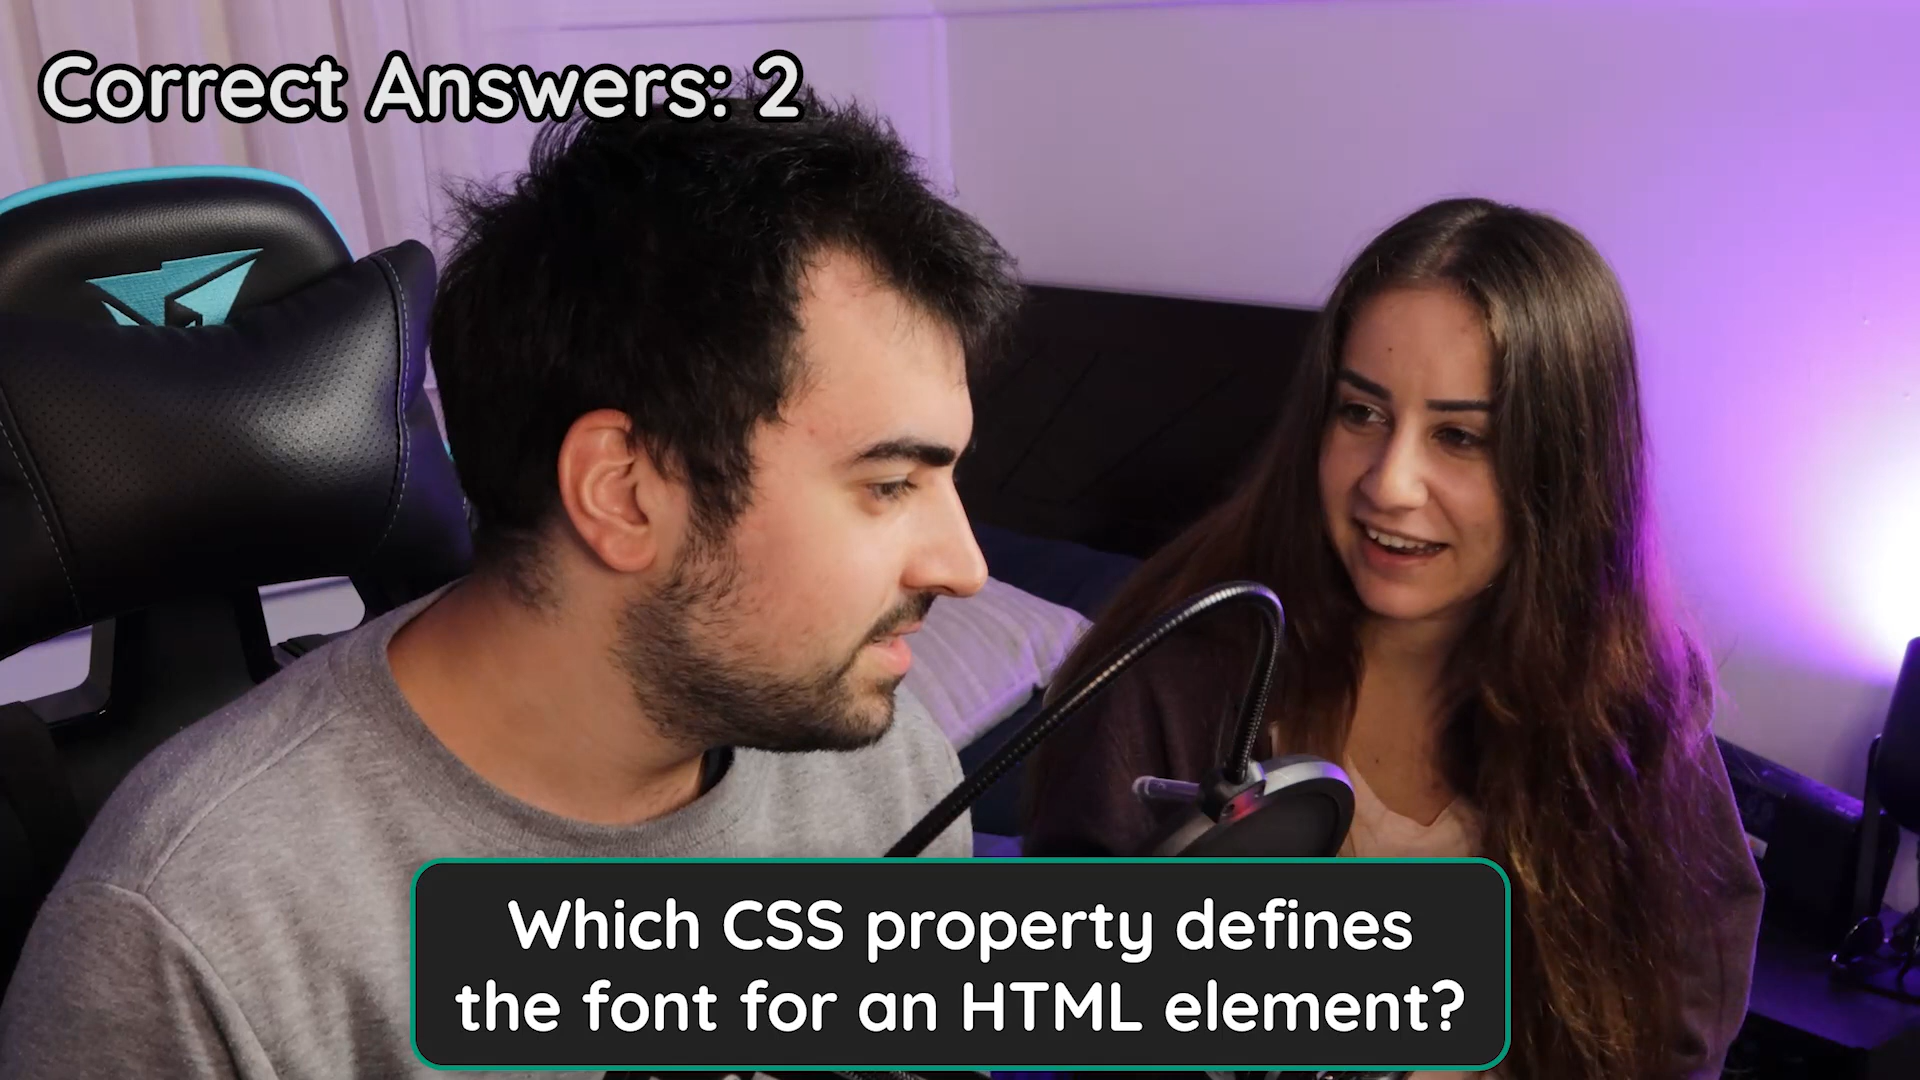 Correct Answers: 2
Which CSS property defines
the font for an HTML element?